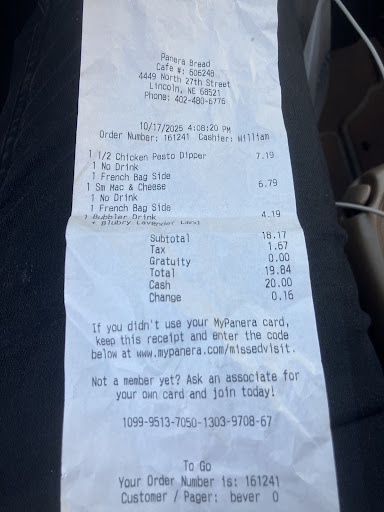 Panera Bread
Cafe #: 606248
4449 North 27th Street
Lincoln, NE 68521
Phone: 402-480-6776
10/17/2025 4:08:20 PM
Order Number: 161241 Cashier: William
1 1/2 Chicken Pesto Dipper 7.19
1 No Drink
1 French Bag Side
1 Sm Mac & Cheese 6.79
1 No Drink
1 French Bag Side
1 Bubbler Drink 4.19
+ Blubry Lavender Land
Subtotal 18.17
Tax 1.67
Gratuity 0.00
Total 19.84
Cash 20.00
Change 0.16
If you didn't use your MyPanera card,
keep this receipt and enter the code
below at www.mypanera.com/missedvisit.
Not a member yet? Ask an associate for
your own card and join today!
1099-9513-7050-1303-9708-67
To Go
Your Order Number is: 161241
Customer / Pager: bever 0